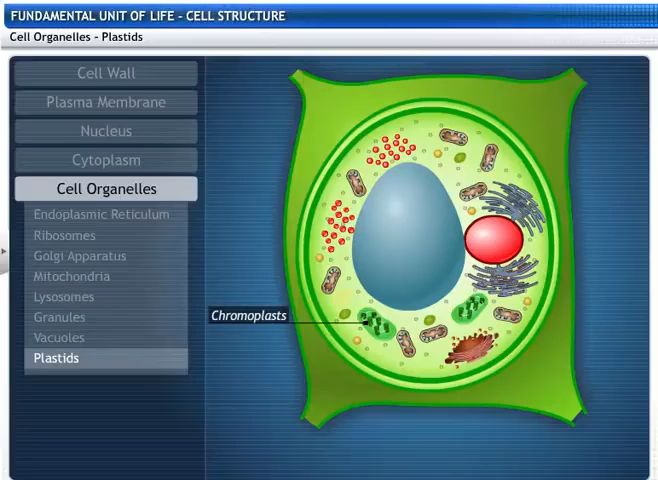 FUNDAMENTAL UNIT OF LIFE - CELL STRUCTURE
Cell Organelles - Plastids
Cell Wall
Plasma Membrane
Nucleus
Cytoplasm
Cell Organelles
Endoplasmic Reticulum
Ribosomes
Golgi Apparatus
Mitochondria
Lysosomes
Granules
Vacuoles
Plastids
Chromoplasts